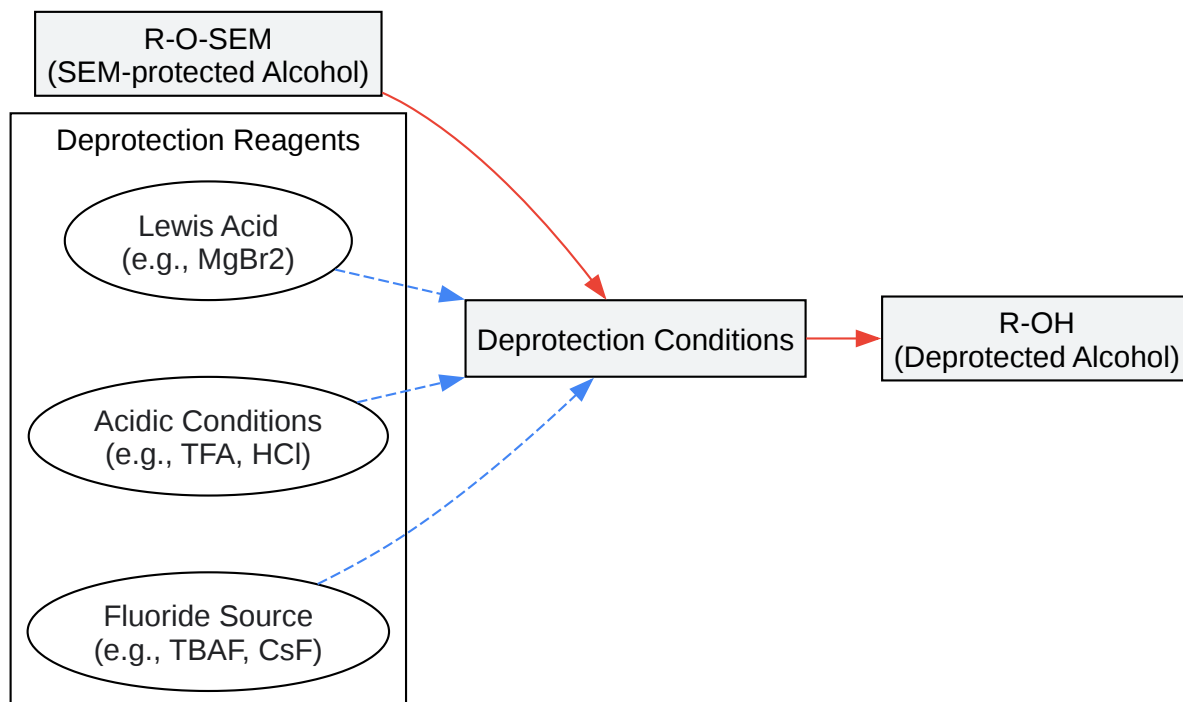 R-O-SEM
(SEM-protected Alcohol)
Deprotection Reagents
Lewis Acid
(e.g., MgBr2)
Acidic Conditions
(e.g., TFA, HCl)
Fluoride Source
(e.g., TBAF, CsF)
Deprotection Conditions
R-OH
(Deprotected Alcohol)